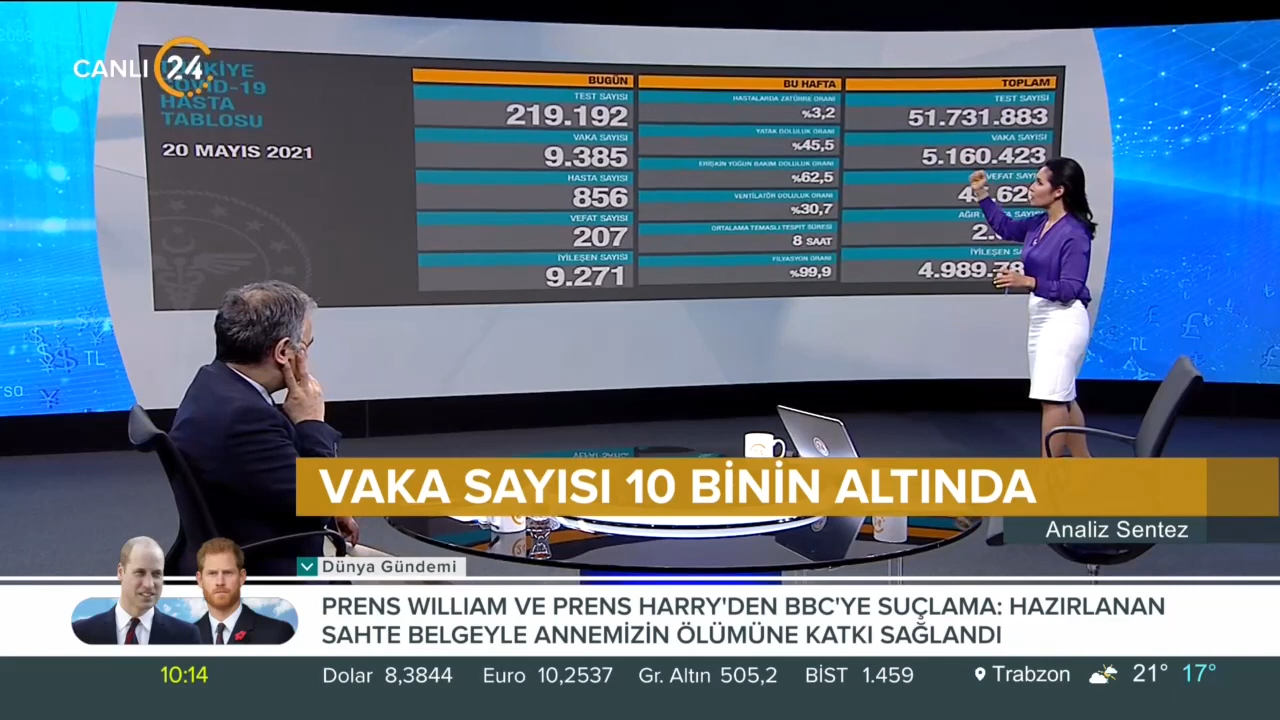 CANLI 24
COVID-19
HASTA
TABLOSU
20 MAYIS 2021
BUGÜN
TEST SAYISI
219.192
VAKA SAYISI
9.385
HASTA SAYISI
856
VEFAT SAYISI
207
İYİLEŞEN SAYISI
9.271
BU HAFTA
HASTALARDA ZATÜRRE ORANI
%3,2
YATAK DOLULUK ORANI
%45,5
ERİŞKİN YOĞUN BAKIM DOLULUK ORANI
%62,5
VENTİLATÖR DOLULUK ORANI
%30,7
ORTALAMA TEMASLI TESPİT SÜRESİ
8 SAAT
FİLYASYON ORANI
%99,9
TOPLAM
TEST SAYISI
51.731.883
VAKA SAYISI
5.160.423
VEFAT
AĞIR
İYİLEŞEN
VAKA SAYISI 10 BİNİN ALTINDA
Analiz Sentez
Dünya Gündemi
PRENS WILLIAM VE PRENS HARRY'DEN BBC'YE SUÇLAMA: HAZIRLANAN
SAHTE BELGEYLE ANNEMİZİN ÖLÜMÜNE KATKI SAĞLANDI
10:14 Dolar 8,3844 Euro 10,2537 Gr. Altın 505,2 BİST 1.459 Trabzon 21° 17°